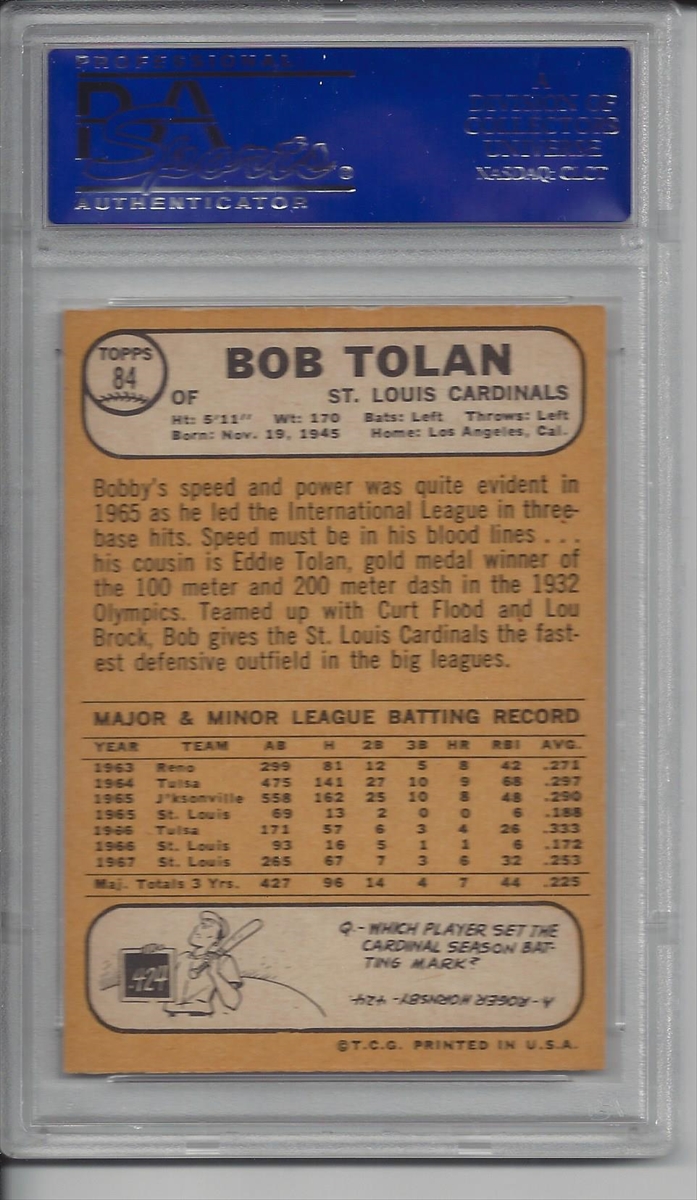 PROFESSIONAL
PSA
Sports®
AUTHENTICATOR
A
DIVISION OF
COLLECTORS
UNIVERSE
NASDAQ: CLCT
TOPPS
84
BOB TOLAN
OF ST. LOUIS CARDINALS
Ht: 5'11" Wt: 170 Bats: Left Throws: Left
Born: Nov. 19, 1945 Home: Los Angeles, Cal.
Bobby's speed and power was quite evident in
1965 as he led the International League in three-
base hits. Speed must be in his blood lines . . .
his cousin is Eddie Tolan, gold medal winner of
the 100 meter and 200 meter dash in the 1932
Olympics. Teamed up with Curt Flood and Lou
Brock, Bob gives the St. Louis Cardinals the fast-
est defensive outfield in the big leagues.
MAJOR & MINOR LEAGUE BATTING RECORD
YEAR TEAM AB H 2B 3B HR RBI AVG.
1963 Reno 299 81 12 5 8 42 .271
1964 Tulsa 475 141 27 10 9 68 .297
1965 J'ksonville 558 162 25 10 8 48 .290
1965 St. Louis 69 13 2 0 0 6 .188
1966 Tulsa 171 57 6 3 4 26 .333
1966 St. Louis 93 16 5 1 1 6 .172
1967 St. Louis 265 67 7 3 6 32 .253
Maj. Totals 3 Yrs. 427 96 14 4 7 44 .225
.424
Q.- WHICH PLAYER SET THE
CARDINAL SEASON BAT-
TING MARK?
A- ROGER HORNSBY - .424.
©T.C.G. PRINTED IN U.S.A.